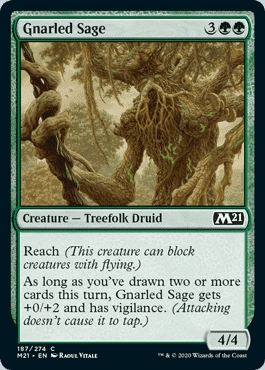 Gnarled Sage 3
Creature — Treefolk Druid M21
Reach (This creature can block
creatures with flying.)
As long as you've drawn two or more
cards this turn, Gnarled Sage gets
+0/+2 and has vigilance. (Attacking
doesn't cause it to tap.)
4/4
187/274 C
M21 • EN Raoul Vitale
™ & © 2020 Wizards of the Coast